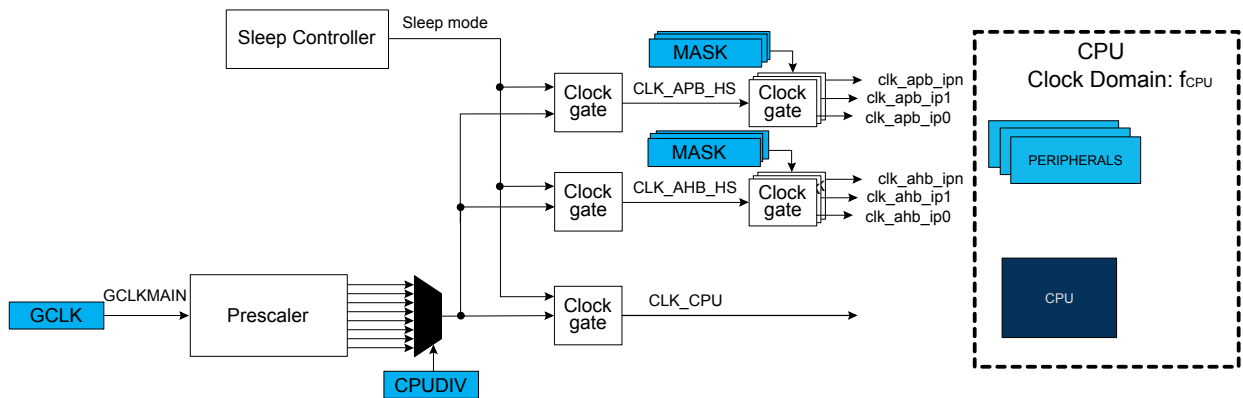 Sleep Controller
Sleep mode
MASK
Clock
gate
CLK_APB_HS
Clock
gate
clk_apb_ipn
clk_apb_ip1
clk_apb_ip0
MASK
Clock
gate
CLK_AHB_HS
Clock
gate
clk_ahb_ipn
clk_ahb_ip1
clk_ahb_ip0
GCLK
GCLKMAIN
Prescaler
CPUDIV
Clock
gate
CLK_CPU
CPU
Clock Domain: fCPU
PERIPHERALS
CPU